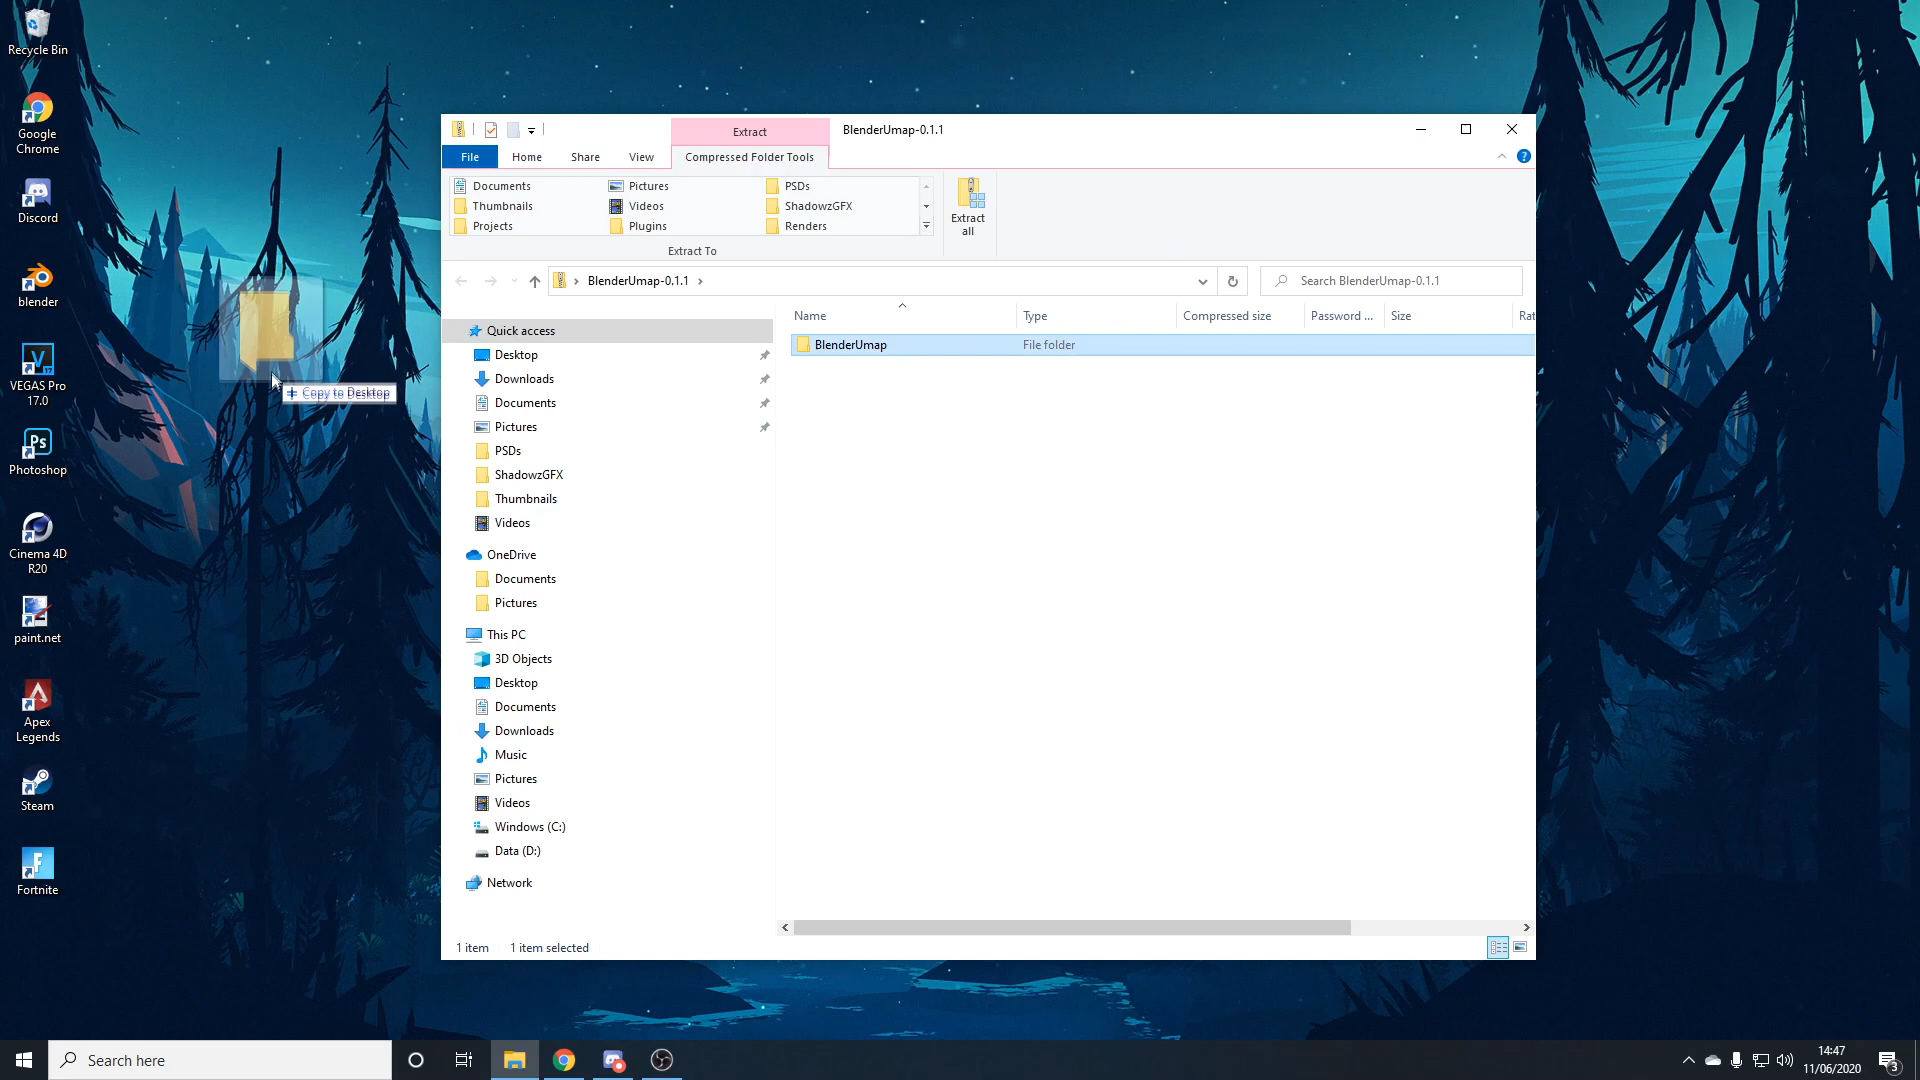 Recycle Bin
Google
Chrome
Discord
blender
VEGAS Pro
17.0
Ps
Photoshop
Cinema 4D
R20
paint.net
Apex
Legends
Steam
Fortnite
Copy to Desktop
Extract
BlenderUmap-0.1.1
File
Home
Share
View
Compressed Folder Tools
Documents
Pictures
PSDs
Thumbnails
Videos
ShadowzGFX
Projects
Plugins
Renders
Extract
all
Extract To
BlenderUmap-0.1.1
Search BlenderUmap-0.1.1
Name
Type
Compressed size
Password ...
Size
Rat
BlenderUmap
File folder
Quick access
Desktop
Downloads
Documents
Pictures
PSDs
ShadowzGFX
Thumbnails
Videos
OneDrive
Documents
Pictures
This PC
3D Objects
Desktop
Documents
Downloads
Music
Pictures
Videos
Windows (C:)
Data (D:)
Network
1 item
1 item selected
Search here
14:47
11/06/2020
3